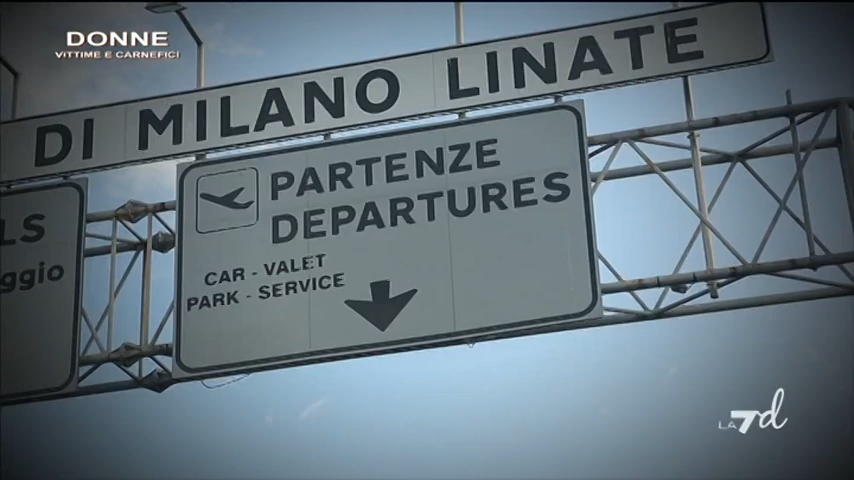 DONNE
VITTIME E CARNEFICI
DI MILANO LINATE
PARTENZE
DEPARTURES
CAR - VALET
PARK - SERVICE
LS
ggio
LA7d